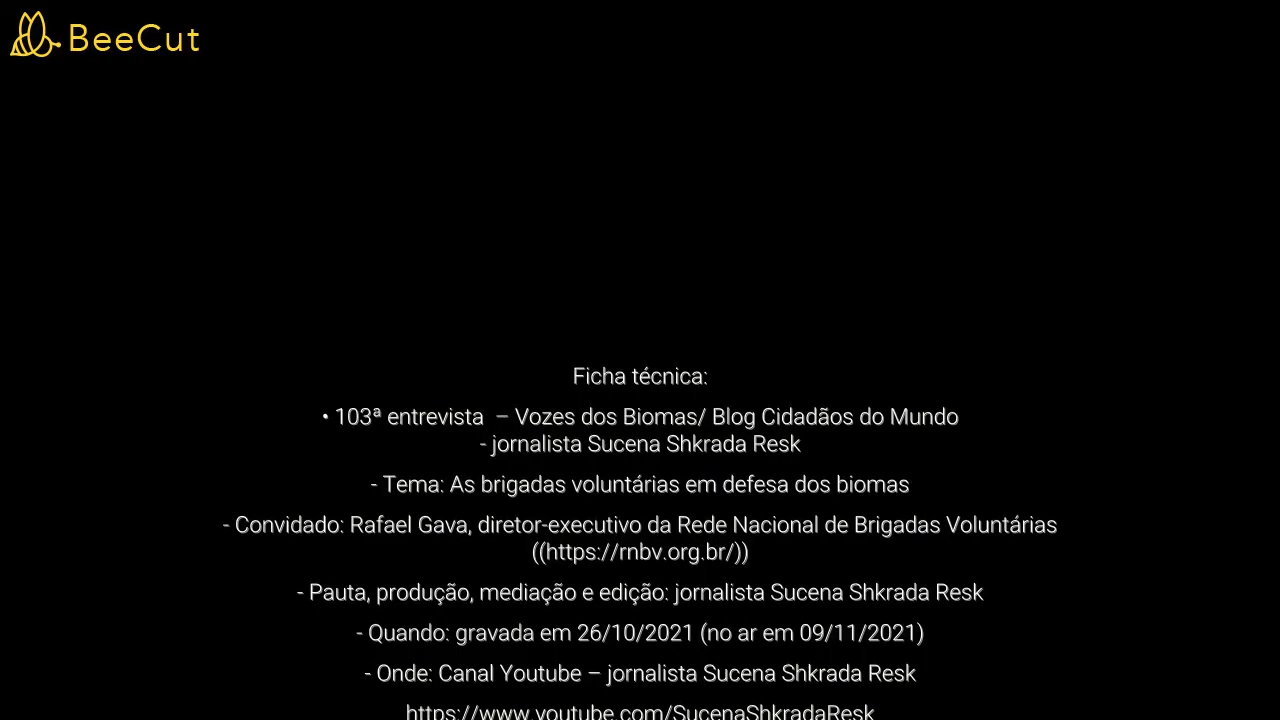 BeeCut
Ficha técnica:
• 103ª entrevista – Vozes dos Biomas/ Blog Cidadãos do Mundo
- jornalista Sucena Shkrada Resk
- Tema: As brigadas voluntárias em defesa dos biomas
- Convidado: Rafael Gava, diretor-executivo da Rede Nacional de Brigadas Voluntárias
((https://rnbv.org.br/))
- Pauta, produção, mediação e edição: jornalista Sucena Shkrada Resk
- Quando: gravada em 26/10/2021 (no ar em 09/11/2021)
- Onde: Canal Youtube – jornalista Sucena Shkrada Resk
https://www.youtube.com/SucenaShkradaResk